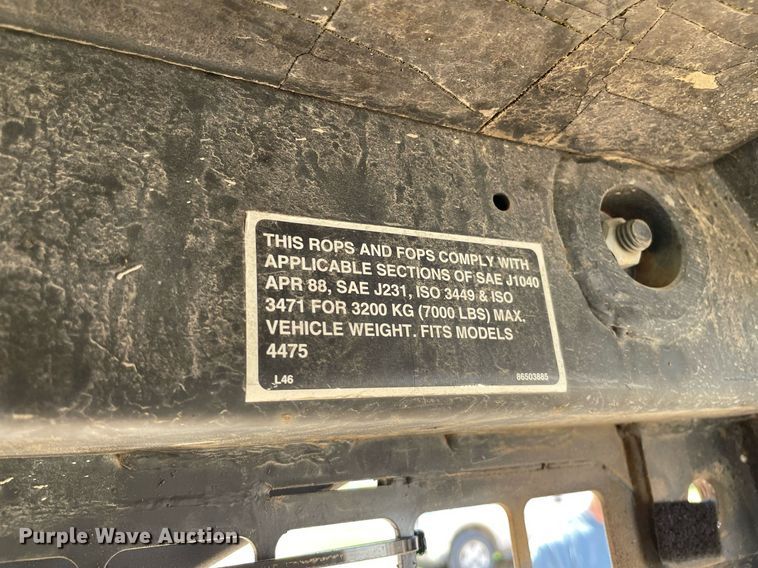 THIS ROPS AND FOPS COMPLY WITH
APPLICABLE SECTIONS OF SAE J1040
APR 88, SAE J231, ISO 3449 & ISO
3471 FOR 3200 KG (7000 LBS) MAX.
VEHICLE WEIGHT. FITS MODELS
4475
L46 86503885
Purple Wave Auction